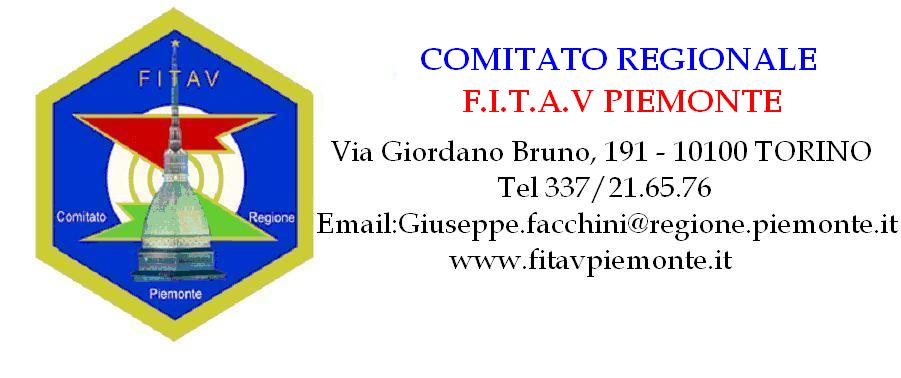 FITAV
Comitato
Regione
Piemonte
COMITATO REGIONALE
F.I.T.A.V PIEMONTE
Via Giordano Bruno, 191 - 10100 TORINO
Tel 337/21.65.76
Email:Giuseppe.facchini@regione.piemonte.it
www.fitavpiemonte.it